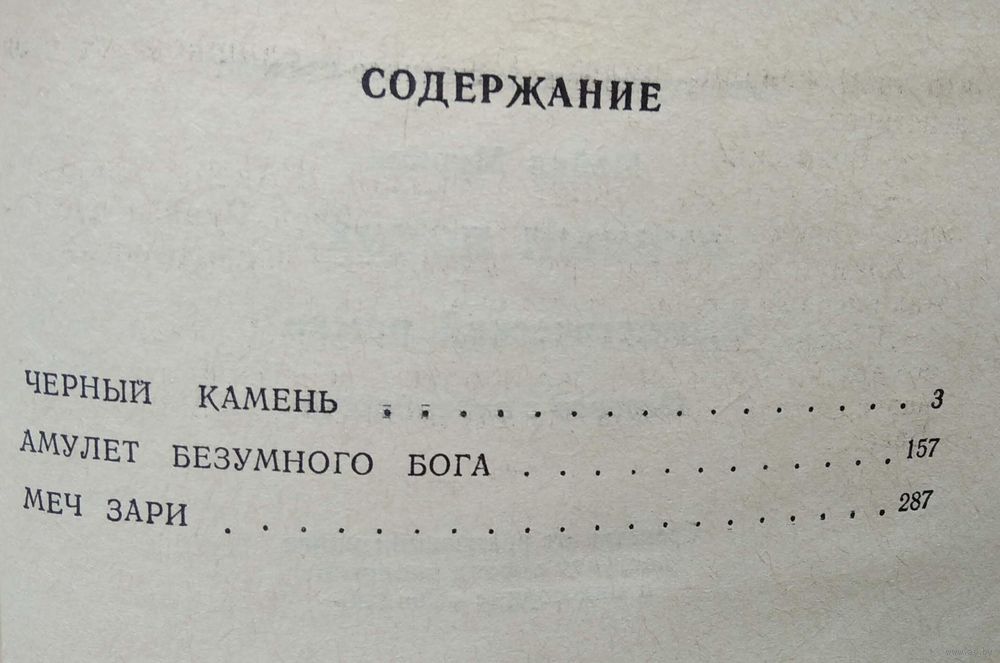 СОДЕРЖАНИЕ
ЧЕРНЫЙ КАМЕНЬ . . . . . . . . . . . . . . . 3
АМУЛЕТ БЕЗУМНОГО БОГА . . . . . . . . . . . 157
МЕЧ ЗАРИ . . . . . . . . . . . . . . . . . . 287